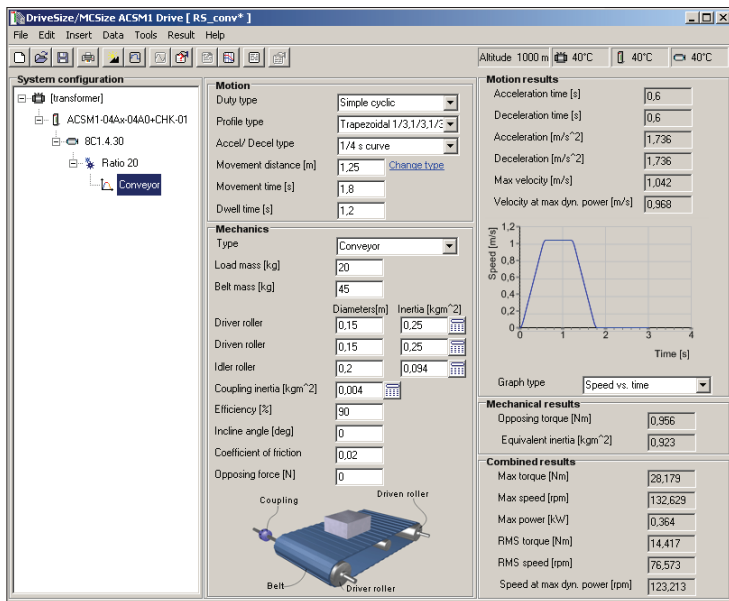 DriveSize/MCSize ACSM1 Drive [ RS_conv* ]
File Edit Insert Data Tools Result Help
Altitude 1000 m 40°C 40°C 40°C
System configuration
[transformer]
ACSM1-04Ax-04A0+CHK-01
8C1.4.30
Ratio 20
Conveyor
Motion
Duty type Simple cyclic
Profile type Trapezoidal 1/3,1/3,1/3
Accel/ Decel type 1/4 s curve
Movement distance [m] 1,25 Change type
Movement time [s] 1,8
Dwell time [s] 1,2
Mechanics
Type Conveyor
Load mass [kg] 20
Belt mass [kg] 45
Diameters[m] Inertia [kgm^2]
Driver roller 0,15 0,25
Driven roller 0,15 0,25
Idler roller 0,2 0,094
Coupling inertia [kgm^2] 0,004
Efficiency [%] 90
Incline angle [deg] 0
Coefficient of friction 0,02
Opposing force [N] 0
Coupling
Driven roller
Belt
Driver roller
Motion results
Acceleration time [s] 0,6
Deceleration time [s] 0,6
Acceleration [m/s^2] 1,736
Deceleration [m/s^2] 1,736
Max velocity [m/s] 1,042
Velocity at max dyn. power [m/s] 0,968
Speed [m/s]
1,2
1
0,8
0,6
0,4
0,2
0
0 1 2 3 4
Time [s]
Graph type Speed vs. time
Mechanical results
Opposing torque [Nm] 0,956
Equivalent inertia [kgm^2] 0,923
Combined results
Max torque [Nm] 28,179
Max speed [rpm] 132,629
Max power [kW] 0,364
RMS torque [Nm] 14,417
RMS speed [rpm] 76,573
Speed at max dyn. power [rpm] 123,213